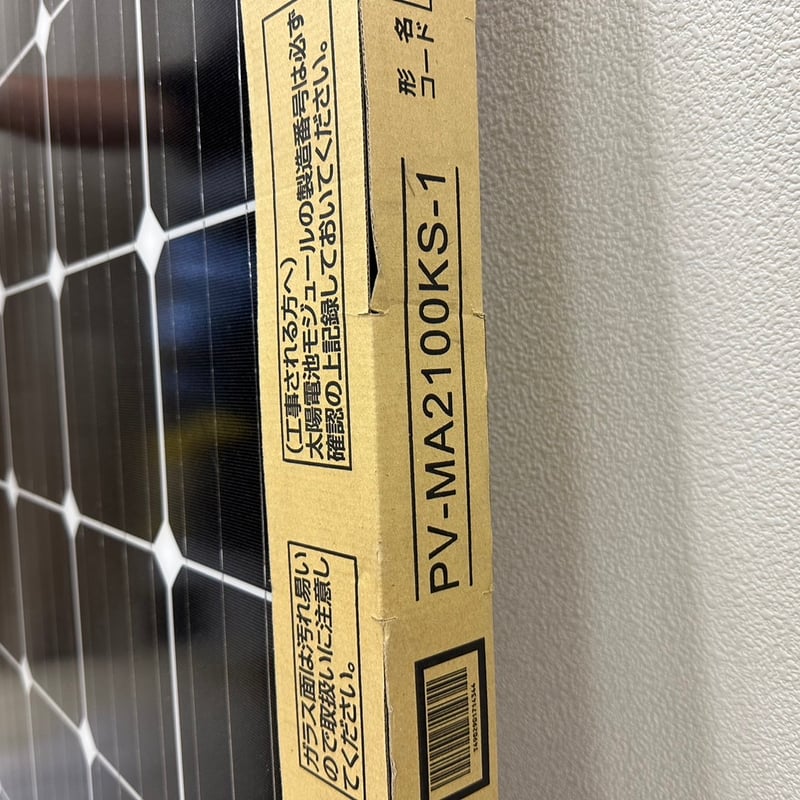 (工事される方へ)
太陽電池モジュールの製造番号は必ず
確認の上記録しておいてください。
ガラス面は汚れ易い
ので取扱いに注意し
てください。
形名
コード
PV-MA2100KS-1